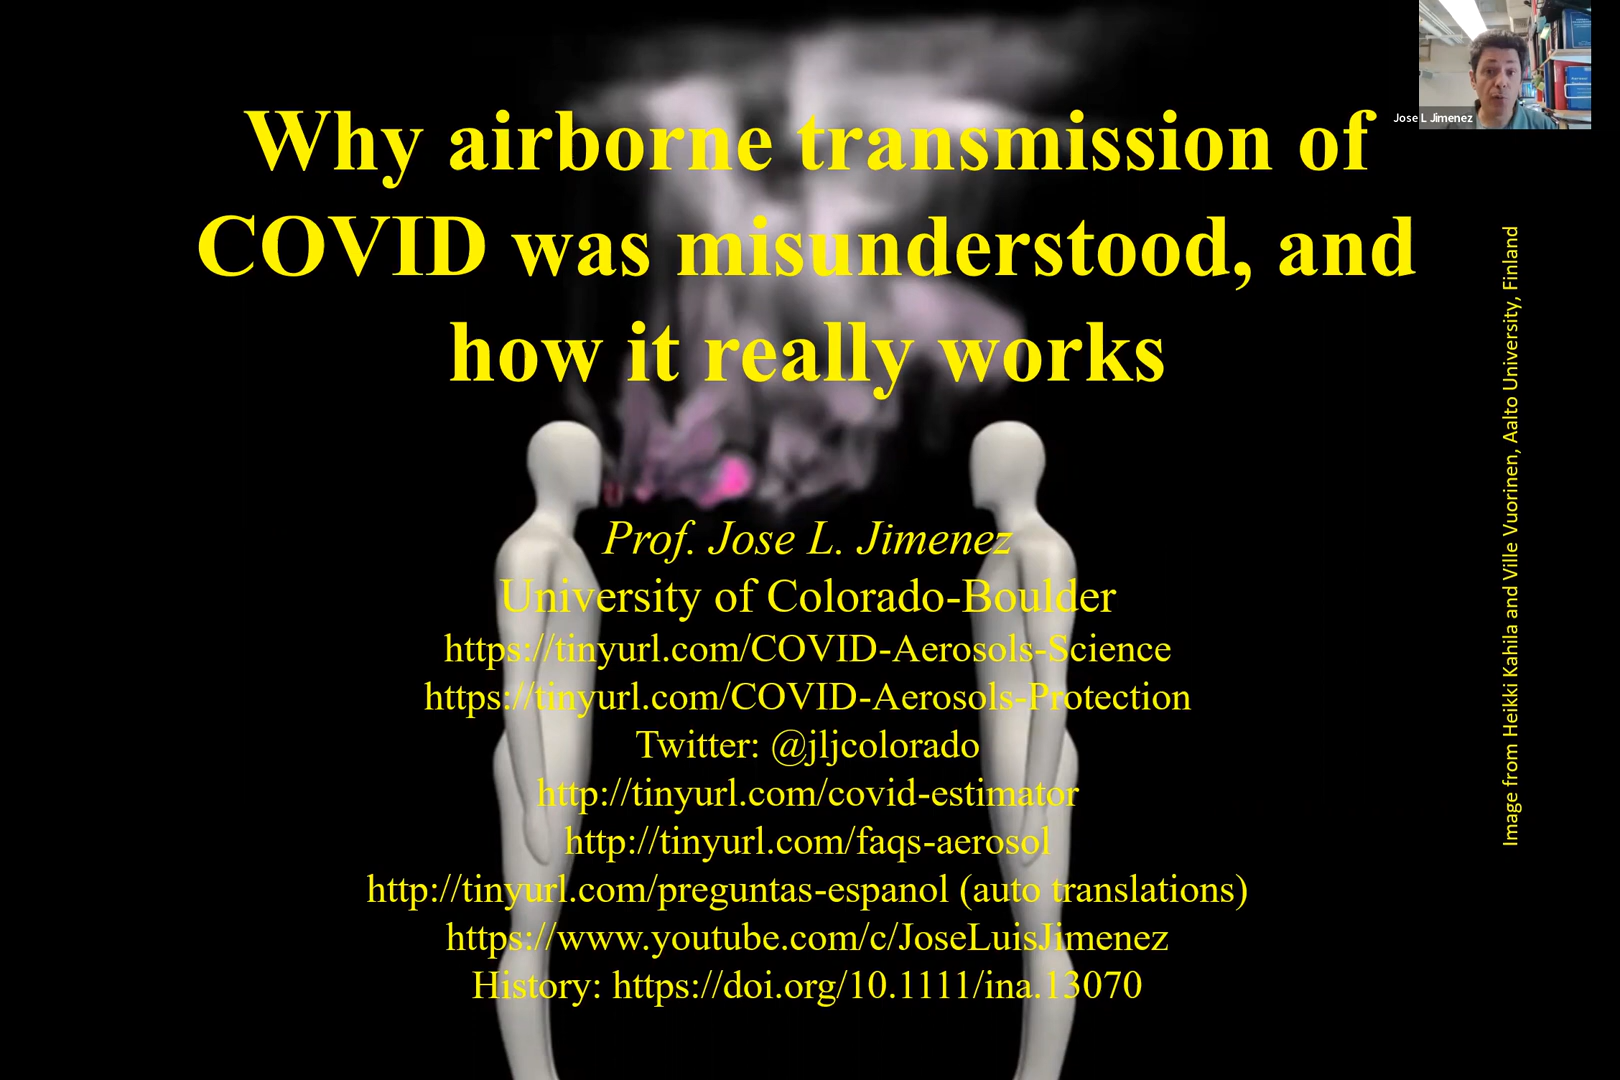 Why airborne transmission of
COVID was misunderstood, and
how it really works
Prof. Jose L. Jimenez
University of Colorado-Boulder
https://tinyurl.com/COVID-Aerosols-Science
https://tinyurl.com/COVID-Aerosols-Protection
Twitter: @jljcolorado
http://tinyurl.com/covid-estimator
http://tinyurl.com/faqs-aerosol
http://tinyurl.com/preguntas-espanol (auto translations)
https://www.youtube.com/c/JoseLuisJimenez
History: https://doi.org/10.1111/ina.13070
Jose L Jimenez
Image from Heikki Kahila and Ville Vuorinen, Aalto University, Finland